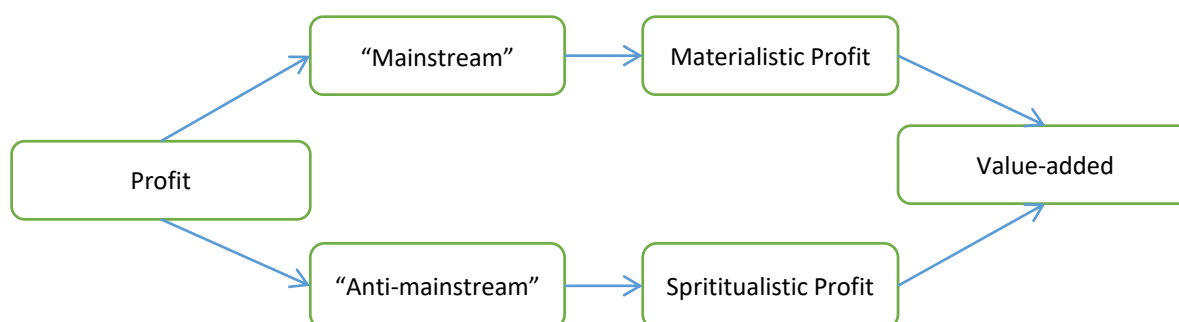 “Mainstream”
Materialistic Profit
Profit
Value-added
“Anti-mainstream”
Sprititualistic Profit